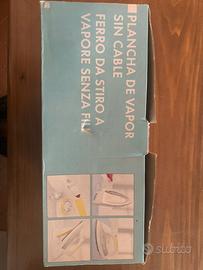 PLANCHA DE VAPOR
SIN CABLE
FERRO DA STIRO A
VAPORE SENZA FILI
subito